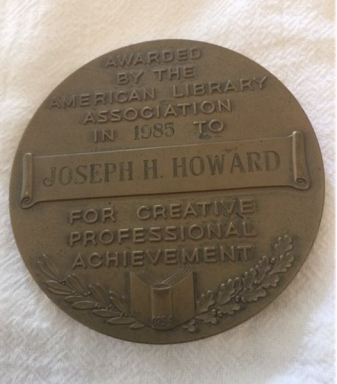 AWARDED
BY THE
AMERICAN LIBRARY
ASSOCIATION
IN 1985 TO
JOSEPH H. HOWARD
FOR CREATIVE
PROFESSIONAL
ACHIEVEMENT